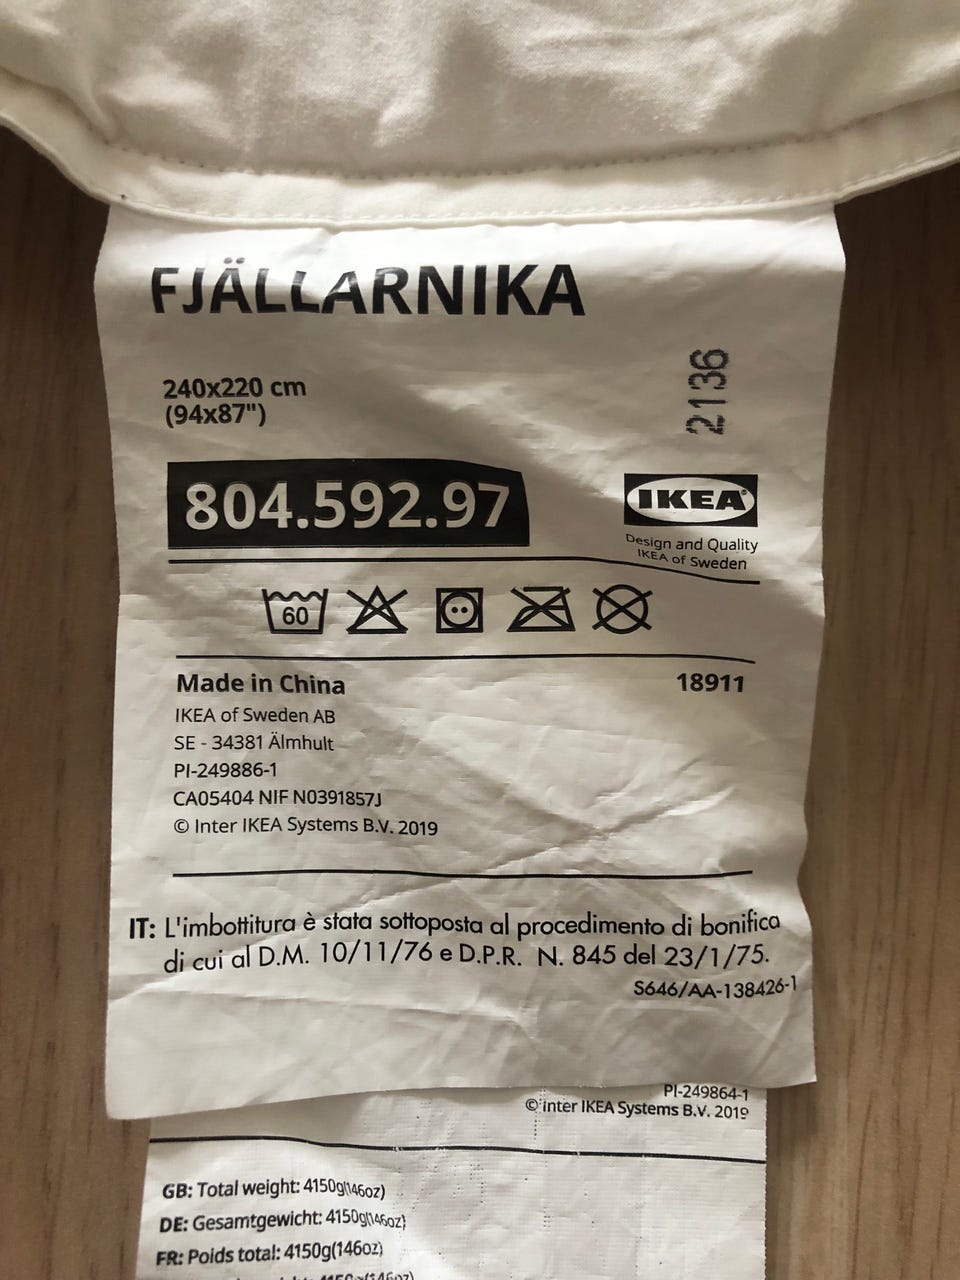 FJÄLLARNIKA
240x220 cm
(94x87")
2136
804.592.97
IKEA®
Design and Quality
IKEA of Sweden
60
Made in China
18911
IKEA of Sweden AB
SE - 34381 Älmhult
PI-249886-1
CA05404 NIF N0391857J
© Inter IKEA Systems B.V. 2019
IT: L'imbottitura è stata sottoposta al procedimento di bonifica
di cui al D.M. 10/11/76 e D.P.R. N. 845 del 23/1/75.
S646/AA-138426-1
PI-249864-1
© inter IKEA Systems B.V. 2019
GB: Total weight: 4150g(146oz)
DE: Gesamtgewicht: 4150g(146oz)
FR: Poids total: 4150g(146oz)